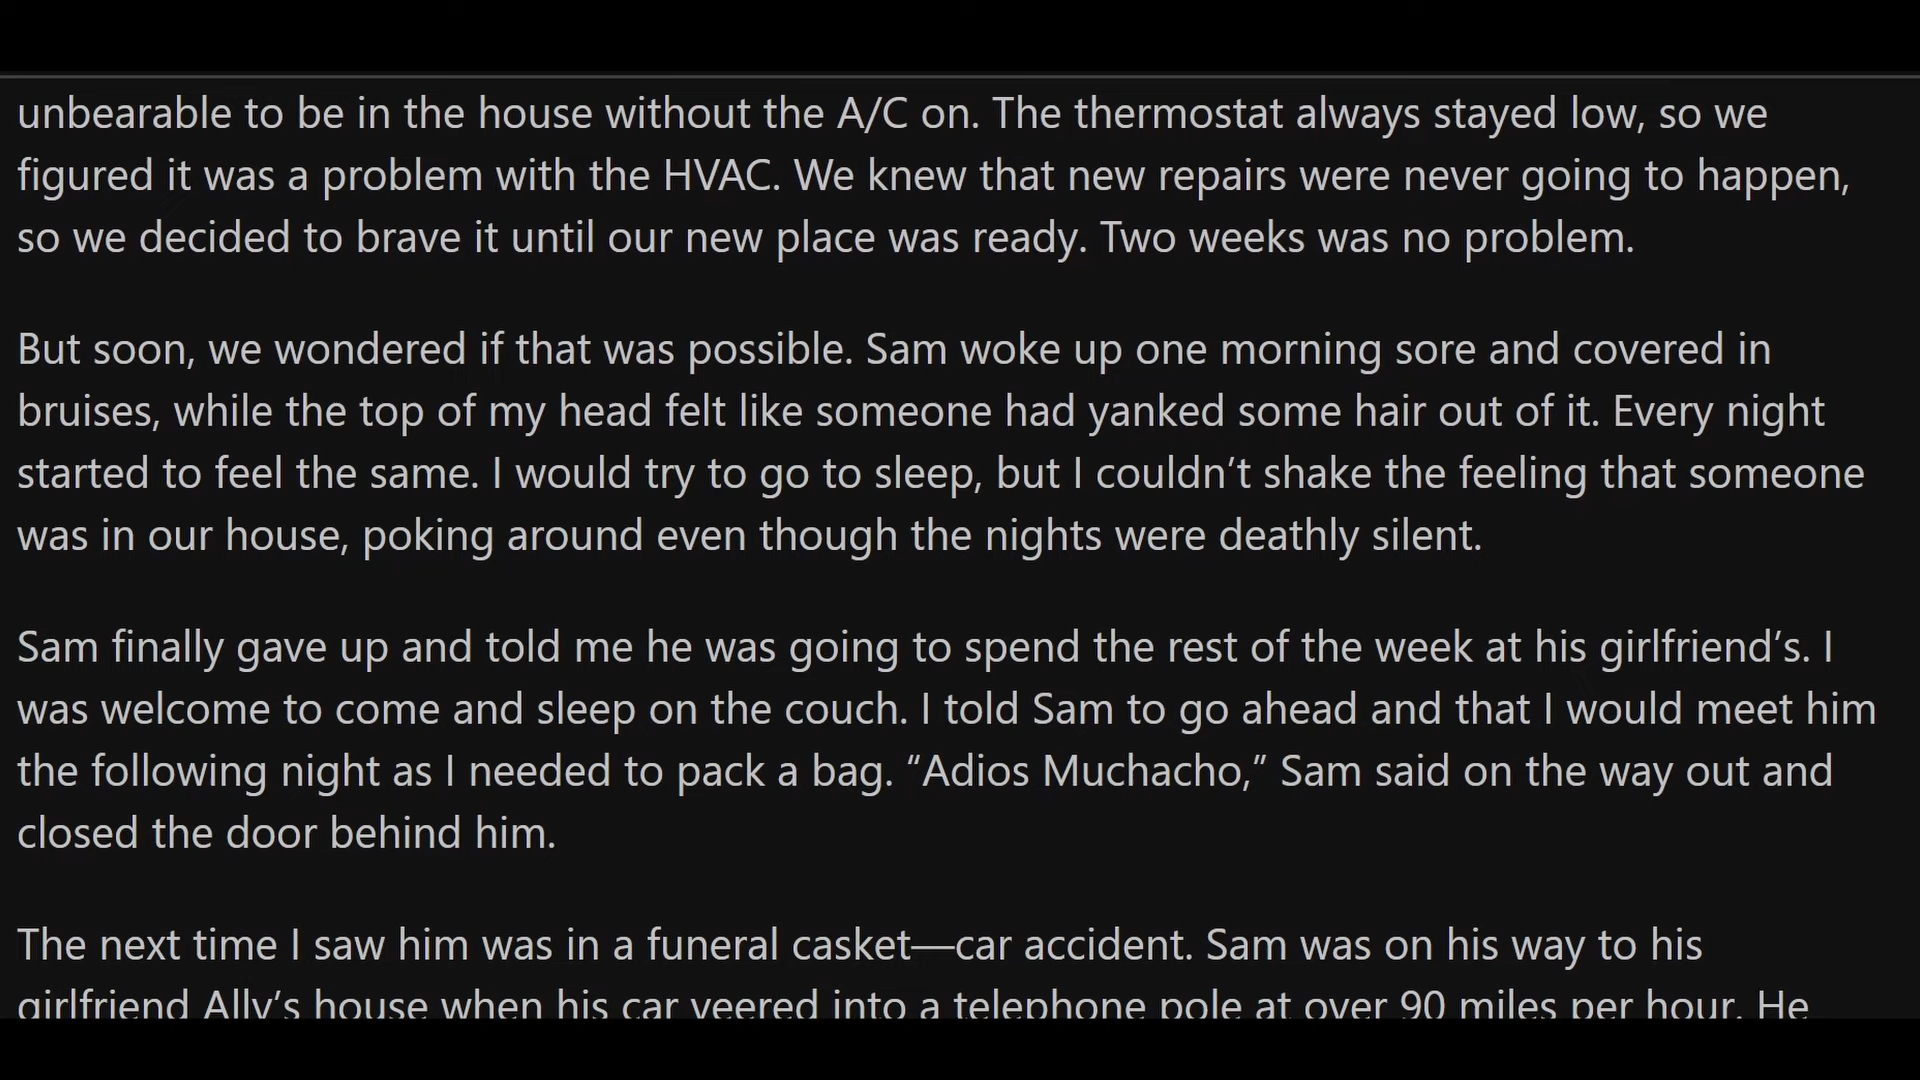 unbearable to be in the house without the A/C on. The thermostat always stayed low, so we
figured it was a problem with the HVAC. We knew that new repairs were never going to happen,
so we decided to brave it until our new place was ready. Two weeks was no problem.
But soon, we wondered if that was possible. Sam woke up one morning sore and covered in
bruises, while the top of my head felt like someone had yanked some hair out of it. Every night
started to feel the same. I would try to go to sleep, but I couldn’t shake the feeling that someone
was in our house, poking around even though the nights were deathly silent.
Sam finally gave up and told me he was going to spend the rest of the week at his girlfriend’s. I
was welcome to come and sleep on the couch. I told Sam to go ahead and that I would meet him
the following night as I needed to pack a bag. “Adios Muchacho,” Sam said on the way out and
closed the door behind him.
The next time I saw him was in a funeral casket—car accident. Sam was on his way to his
girlfriend Ally’s house when his car veered into a telephone pole at over 90 miles per hour. He